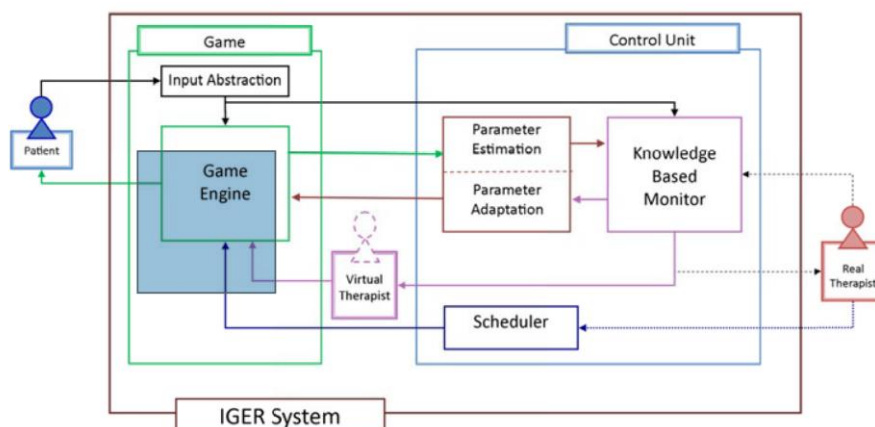 Game
Control Unit
Input Abstraction
Patient
Game
Engine
Parameter
Estimation
Parameter
Adaptation
Knowledge
Based
Monitor
Virtual
Therapist
Real
Therapist
Scheduler
IGER System